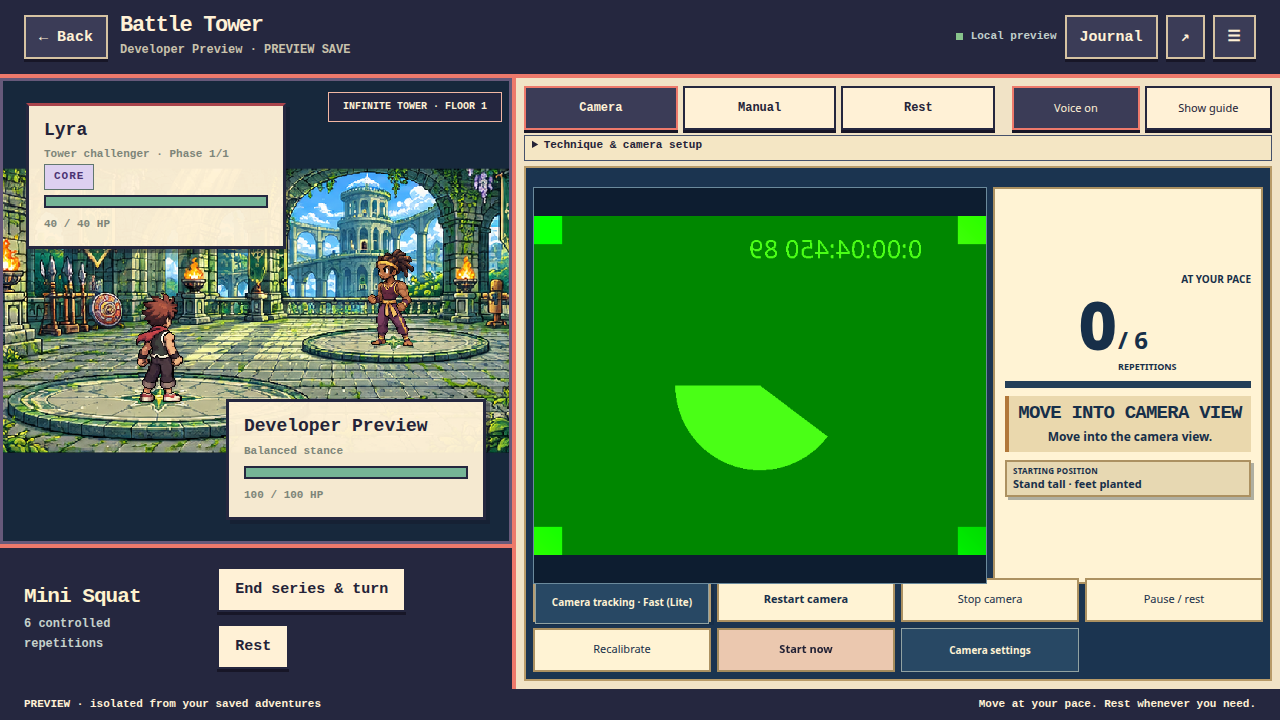 ← Back
Battle Tower
Developer Preview · PREVIEW SAVE
Local preview
Journal
↗
☰
INFINITE TOWER · FLOOR 1
Lyra
Tower challenger · Phase 1/1
CORE
40 / 40 HP
Developer Preview
Balanced stance
100 / 100 HP
Mini Squat
6 controlled
repetitions
End series & turn
Rest
Camera
Manual
Rest
Voice on
Show guide
▶ Technique & camera setup
0:00:04:450 89
AT YOUR PACE
0 / 6
REPETITIONS
MOVE INTO CAMERA VIEW
Move into the camera view.
STARTING POSITION
Stand tall · feet planted
Camera tracking · Fast (Lite)
Restart camera
Stop camera
Pause / rest
Recalibrate
Start now
Camera settings
PREVIEW · isolated from your saved adventures
Move at your pace. Rest whenever you need.